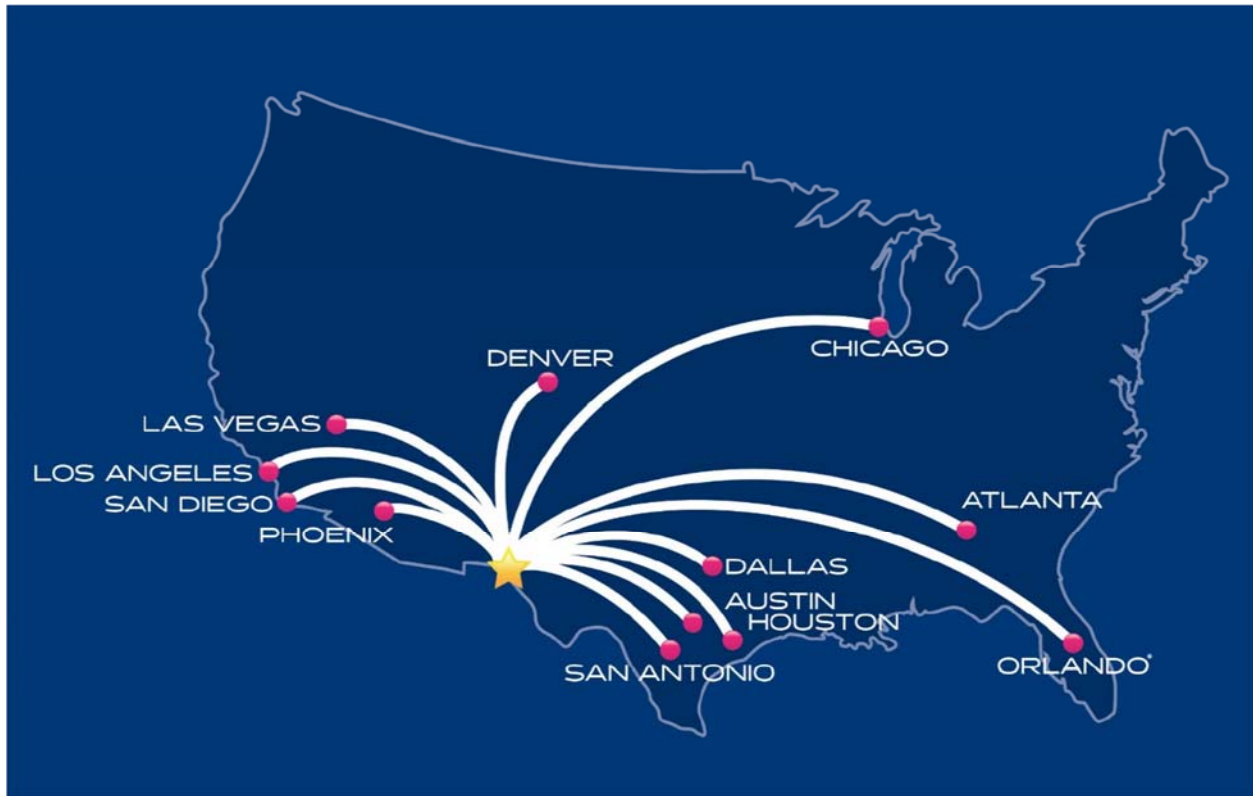 CHICAGO
DENVER
LAS VEGAS
LOS ANGELES
SAN DIEGO
ATLANTA
PHOENIX
DALLAS
AUSTIN
HOUSTON
ORLANDO*
SAN ANTONIO